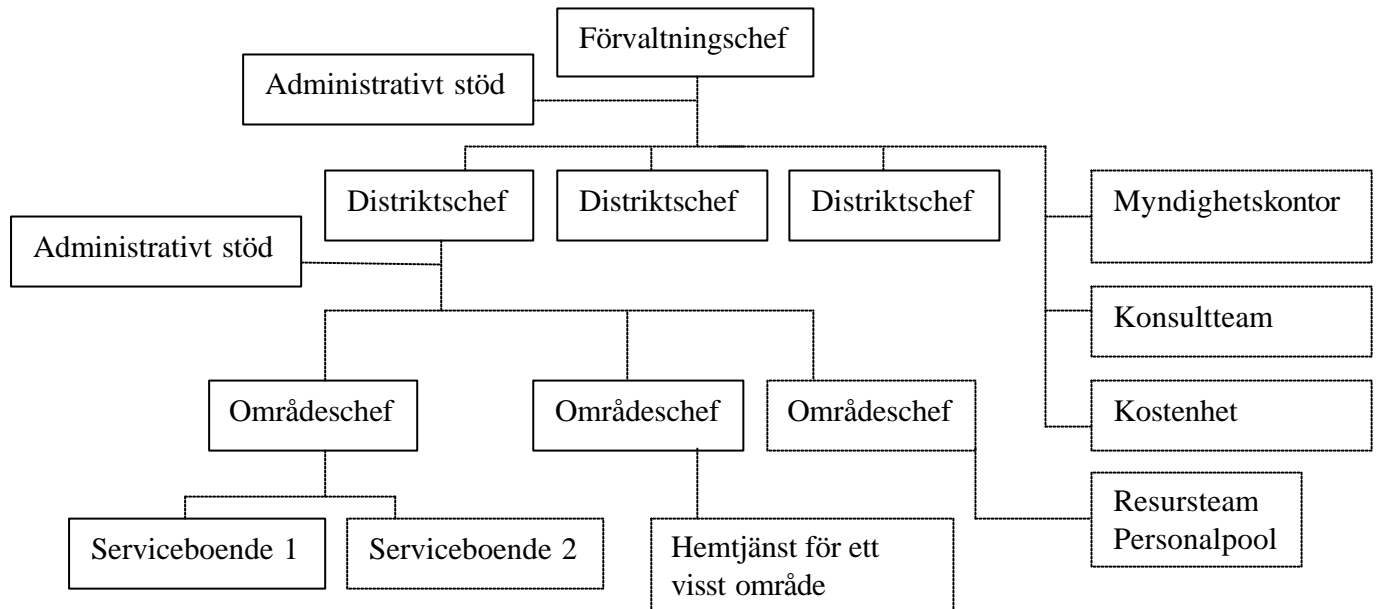 Förvaltningschef
Administrativt stöd
Distriktschef
Distriktschef
Distriktschef
Myndighetskontor
Administrativt stöd
Konsultteam
Områdeschef
Områdeschef
Områdeschef
Kostenhet
Resursteam
Personalpool
Serviceboende 1
Serviceboende 2
Hemtjänst för ett
visst område